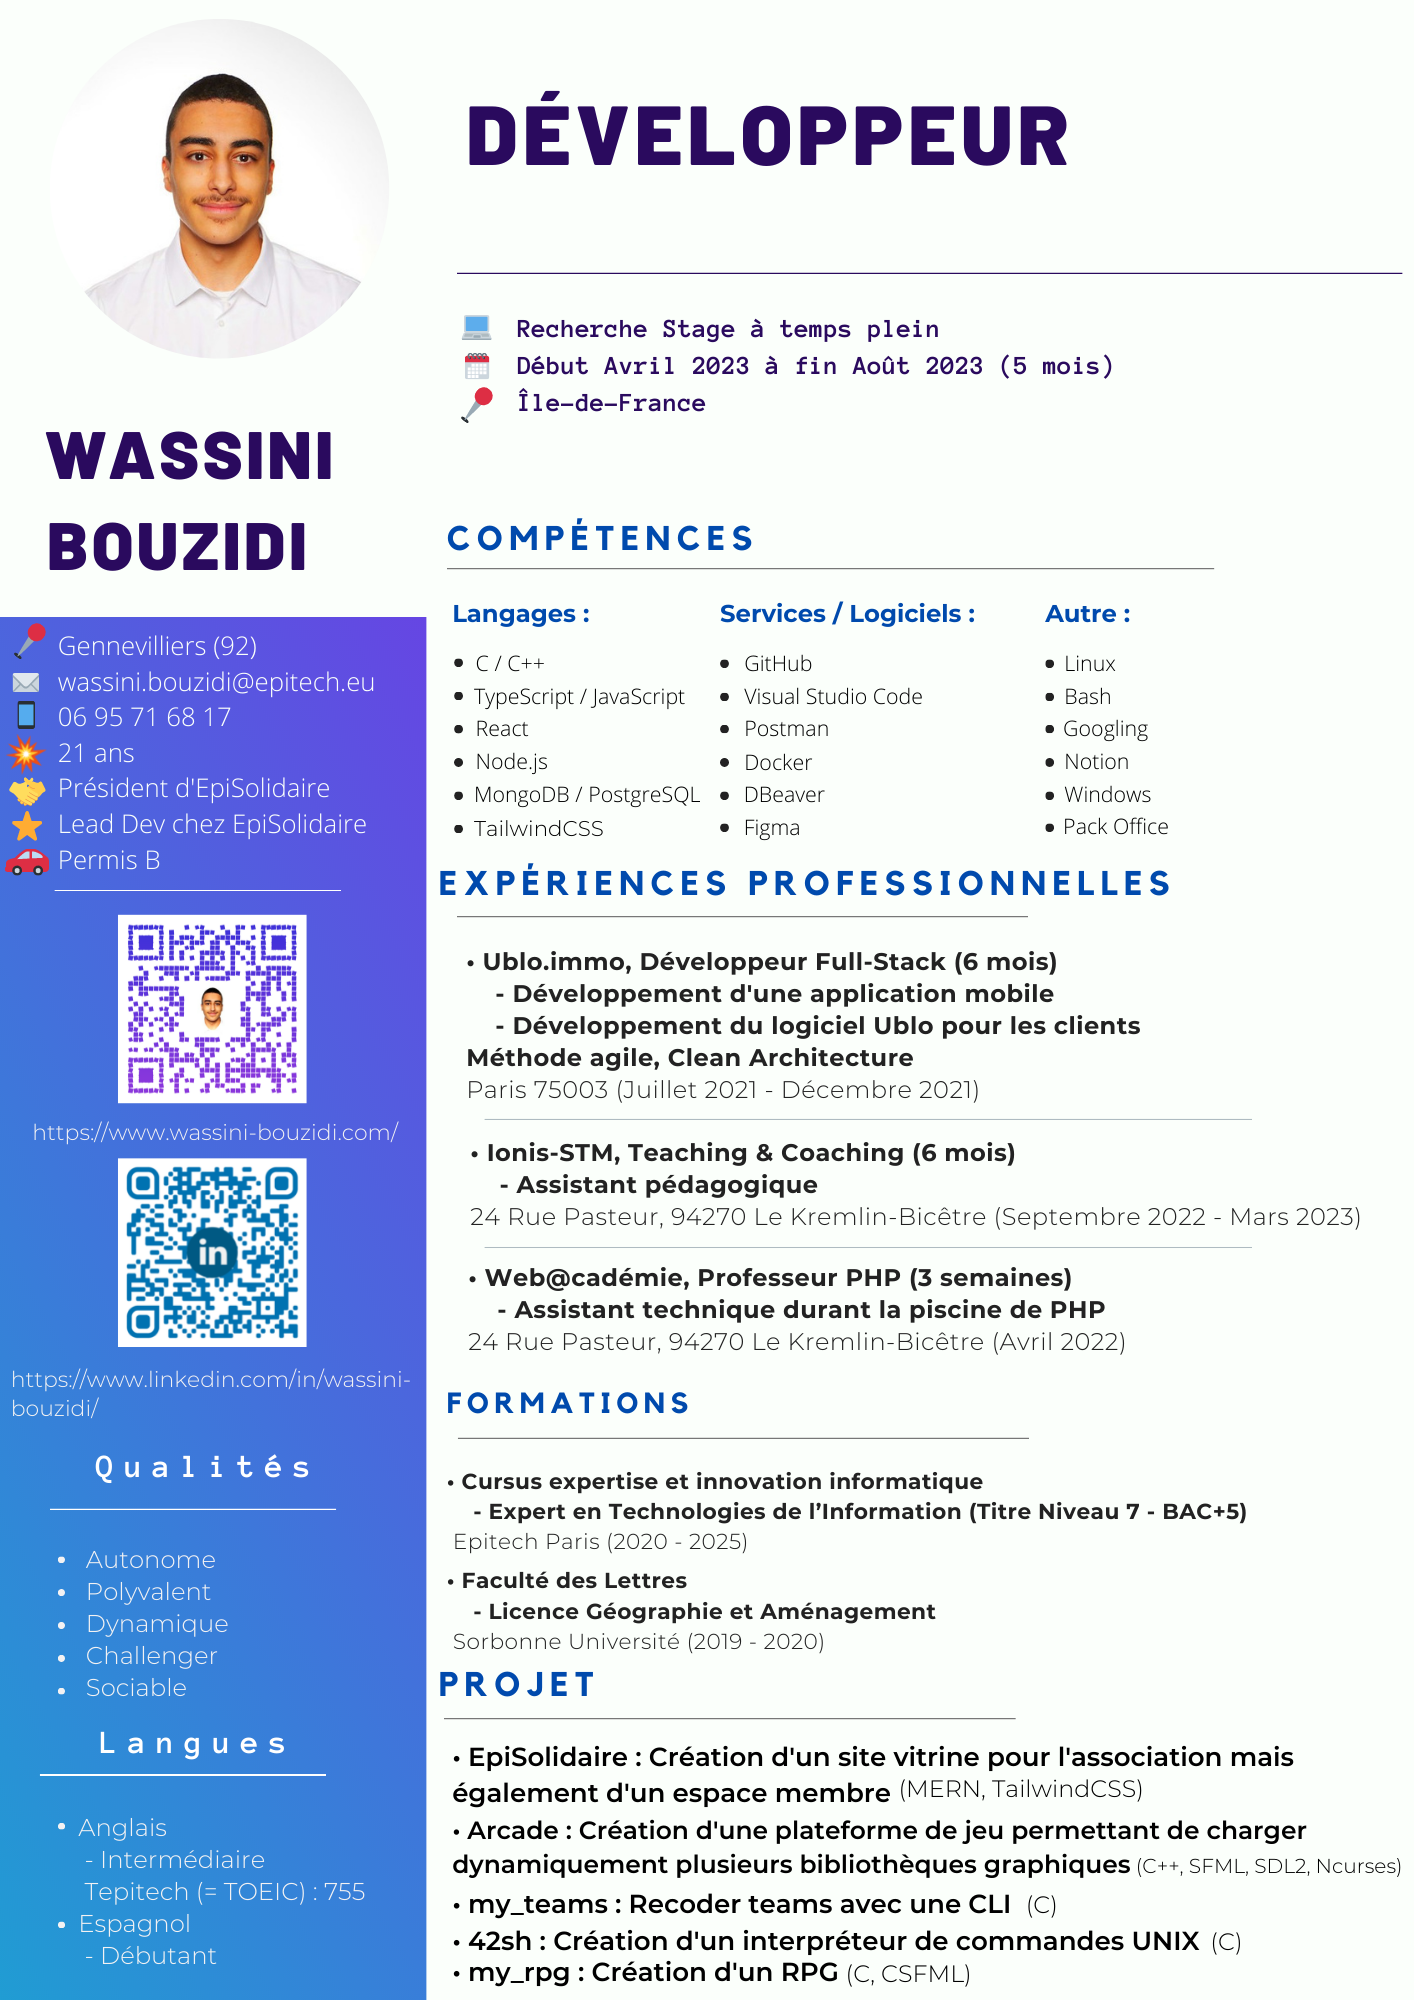 DÉVELOPPEUR
Recherche Stage à temps plein
Début Avril 2023 à fin Août 2023 (5 mois)
Île-de-France
WASSINI
BOUZIDI
Gennevilliers (92)
wassini.bouzidi@epitech.eu
06 95 71 68 17
21 ans
Président d'EpiSolidaire
Lead Dev chez EpiSolidaire
Permis B
https://www.wassini-bouzidi.com/
in
https://www.linkedin.com/in/wassini-
bouzidi/
Qualités
• Autonome
• Polyvalent
• Dynamique
• Challenger
• Sociable
Langues
• Anglais
- Intermédiaire
Tepitech (= TOEIC) : 755
• Espagnol
- Débutant
COMPÉTENCES
Langages :
• C / C++
• TypeScript / JavaScript
• React
• Node.js
• MongoDB / PostgreSQL
• TailwindCSS
Services / Logiciels :
• GitHub
• Visual Studio Code
• Postman
• Docker
• DBeaver
• Figma
Autre :
• Linux
• Bash
• Googling
• Notion
• Windows
• Pack Office
EXPÉRIENCES PROFESSIONNELLES
• Ublo.immo, Développeur Full-Stack (6 mois)
- Développement d'une application mobile
- Développement du logiciel Ublo pour les clients
Méthode agile, Clean Architecture
Paris 75003 (Juillet 2021 - Décembre 2021)
• Ionis-STM, Teaching & Coaching (6 mois)
- Assistant pédagogique
24 Rue Pasteur, 94270 Le Kremlin-Bicêtre (Septembre 2022 - Mars 2023)
• Web@cadémie, Professeur PHP (3 semaines)
- Assistant technique durant la piscine de PHP
24 Rue Pasteur, 94270 Le Kremlin-Bicêtre (Avril 2022)
FORMATIONS
• Cursus expertise et innovation informatique
- Expert en Technologies de l’Information (Titre Niveau 7 - BAC+5)
Epitech Paris (2020 - 2025)
• Faculté des Lettres
- Licence Géographie et Aménagement
Sorbonne Université (2019 - 2020)
PROJET
• EpiSolidaire : Création d'un site vitrine pour l'association mais
également d'un espace membre (MERN, TailwindCSS)
• Arcade : Création d'une plateforme de jeu permettant de charger
dynamiquement plusieurs bibliothèques graphiques (C++, SFML, SDL2, Ncurses)
• my_teams : Recoder teams avec une CLI (C)
• 42sh : Création d'un interpréteur de commandes UNIX (C)
• my_rpg : Création d'un RPG (C, CSFML)